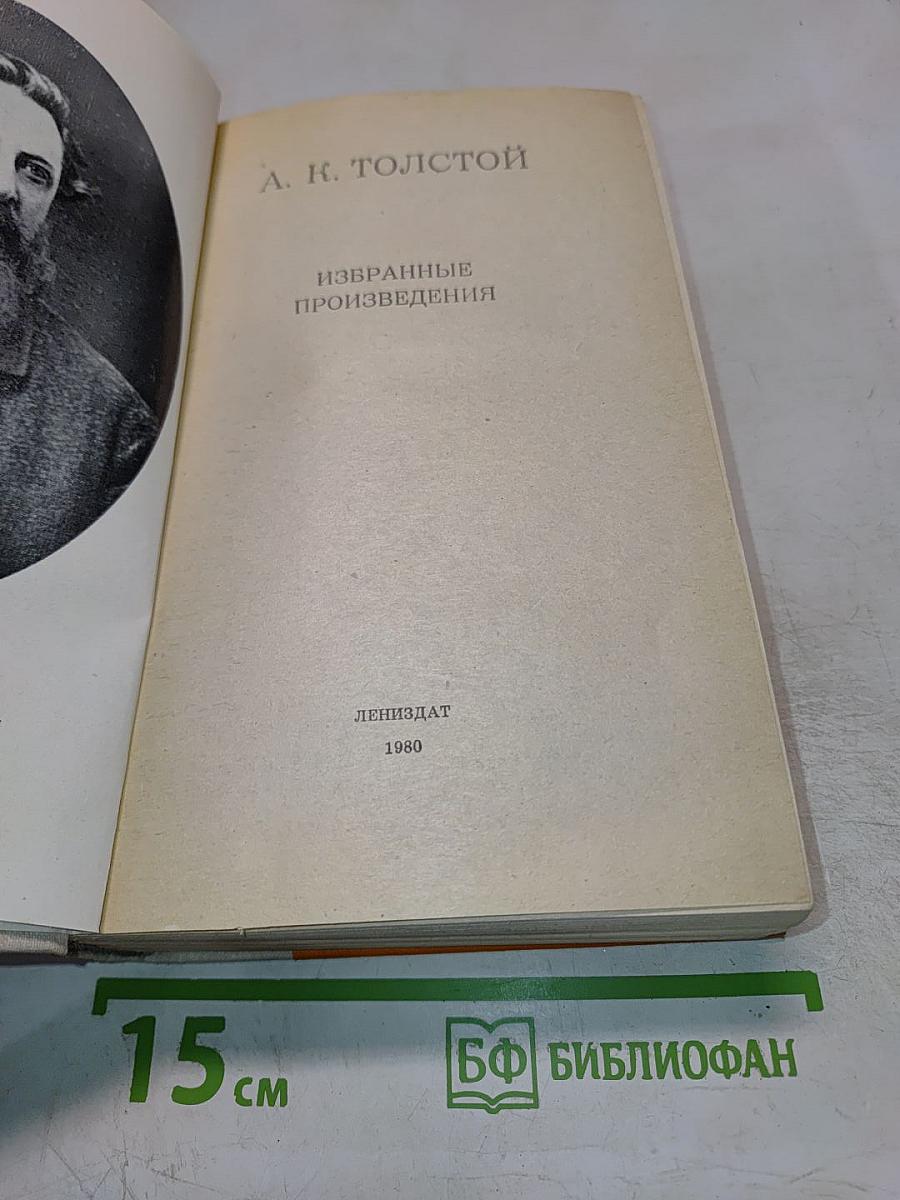 А. К. ТОЛСТОЙ
ИЗБРАННЫЕ
ПРОИЗВЕДЕНИЯ
ЛЕНИЗДАТ
1980
15 см
БФ БИБЛИОФАН